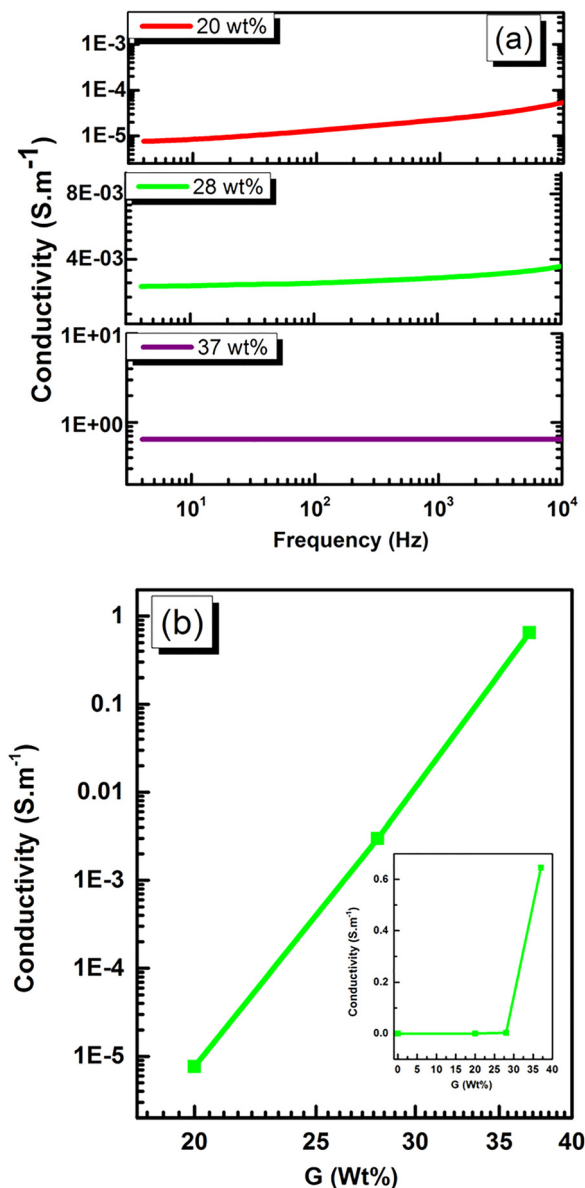 20 wt%
(a)
1E-3
1E-4
1E-5
28 wt%
8E-03
4E-03
37 wt%
1E+01
1E+00
Conductivity (S.m-1)
10¹ 10² 10³ 10⁴
Frequency (Hz)
(b)
1
0.1
0.01
1E-3
1E-4
1E-5
Conductivity (S.m-1)
0.6
0.4
0.2
0.0
Conductivity (S.m-1)
0 5 10 15 20 25 30 35 40
G (Wt%)
20 25 30 35 40
G (Wt%)